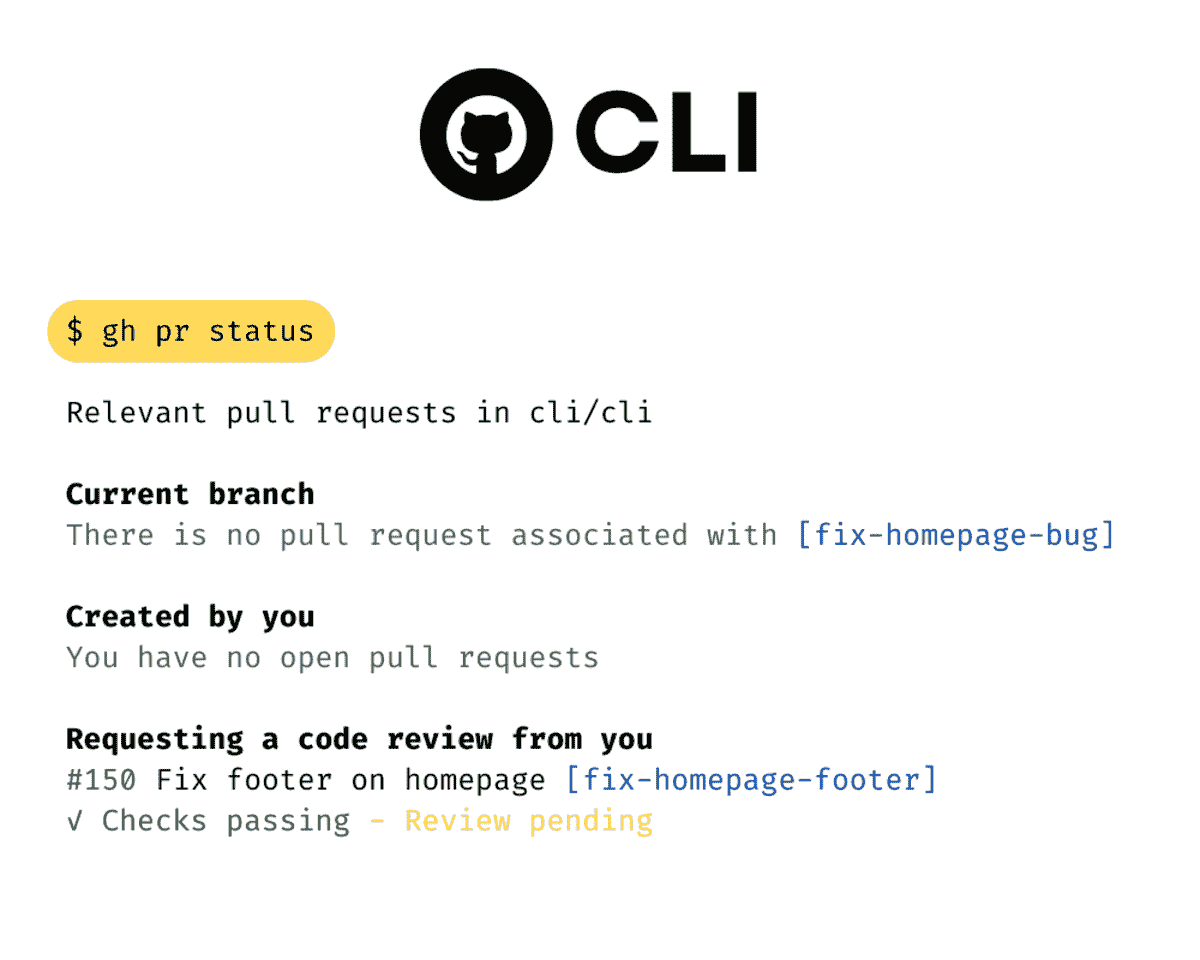 CLI
$ gh pr status
Relevant pull requests in cli/cli
Current branch
There is no pull request associated with [fix-homepage-bug]
Created by you
You have no open pull requests
Requesting a code review from you
#150 Fix footer on homepage [fix-homepage-footer]
✓ Checks passing - Review pending